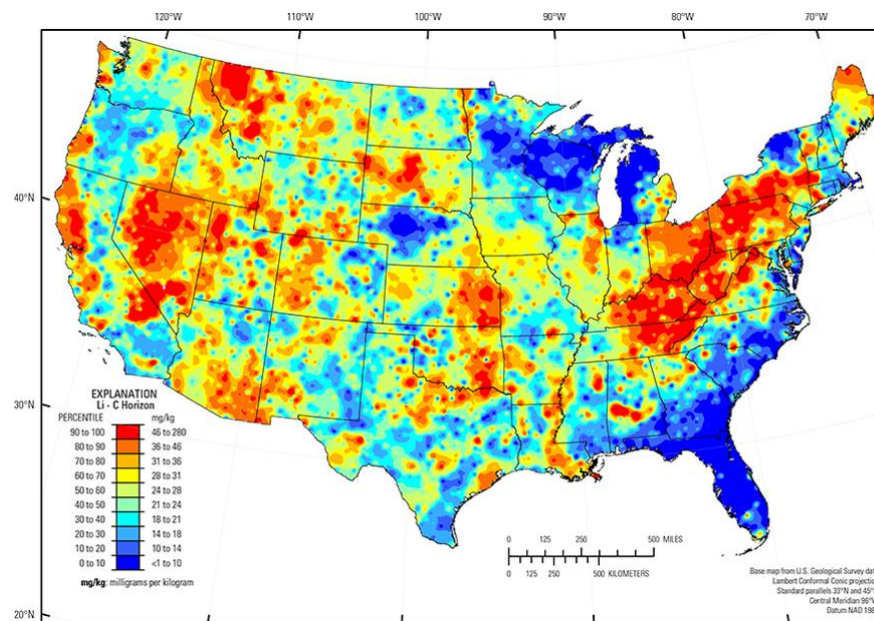 120°W 110°W 100°W 90°W 80°W 70°W
40°N
30°N
20°N
EXPLANATION
Li - C Horizon
PERCENTILE mg/kg
90 to 100 46 to 280
80 to 90 36 to 46
70 to 80 31 to 36
60 to 70 28 to 31
50 to 60 24 to 28
40 to 50 21 to 24
30 to 40 18 to 21
20 to 30 14 to 18
10 to 20 10 to 14
0 to 10 <1 to 10
mg/kg: milligrams per kilogram
0 125 250 500 MILES
0 125 250 500 KILOMETERS
Base map from U.S. Geological Survey dat
Lambert Conformal Conic projectio
Standard parallels 33°N and 45°
Central Meridian 96°W
Datum NAD 198